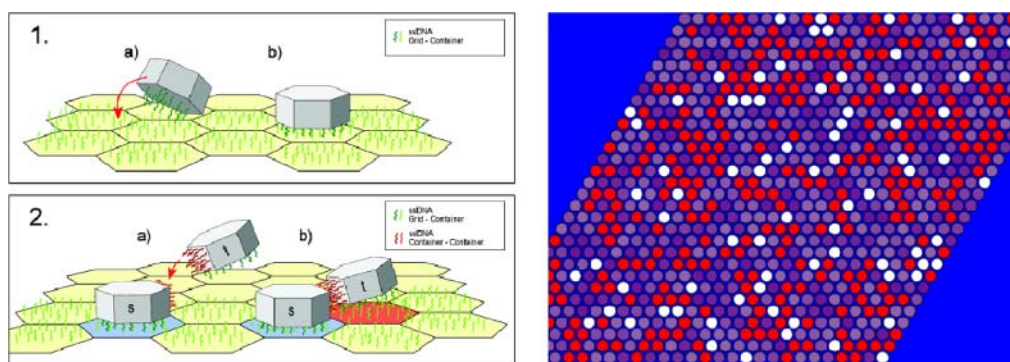 1.
ssDNA
Grid - Container
a)
b)
2.
ssDNA
Grid - Container
ssDNA
Container - Container
a)
b)
t
t
s
s